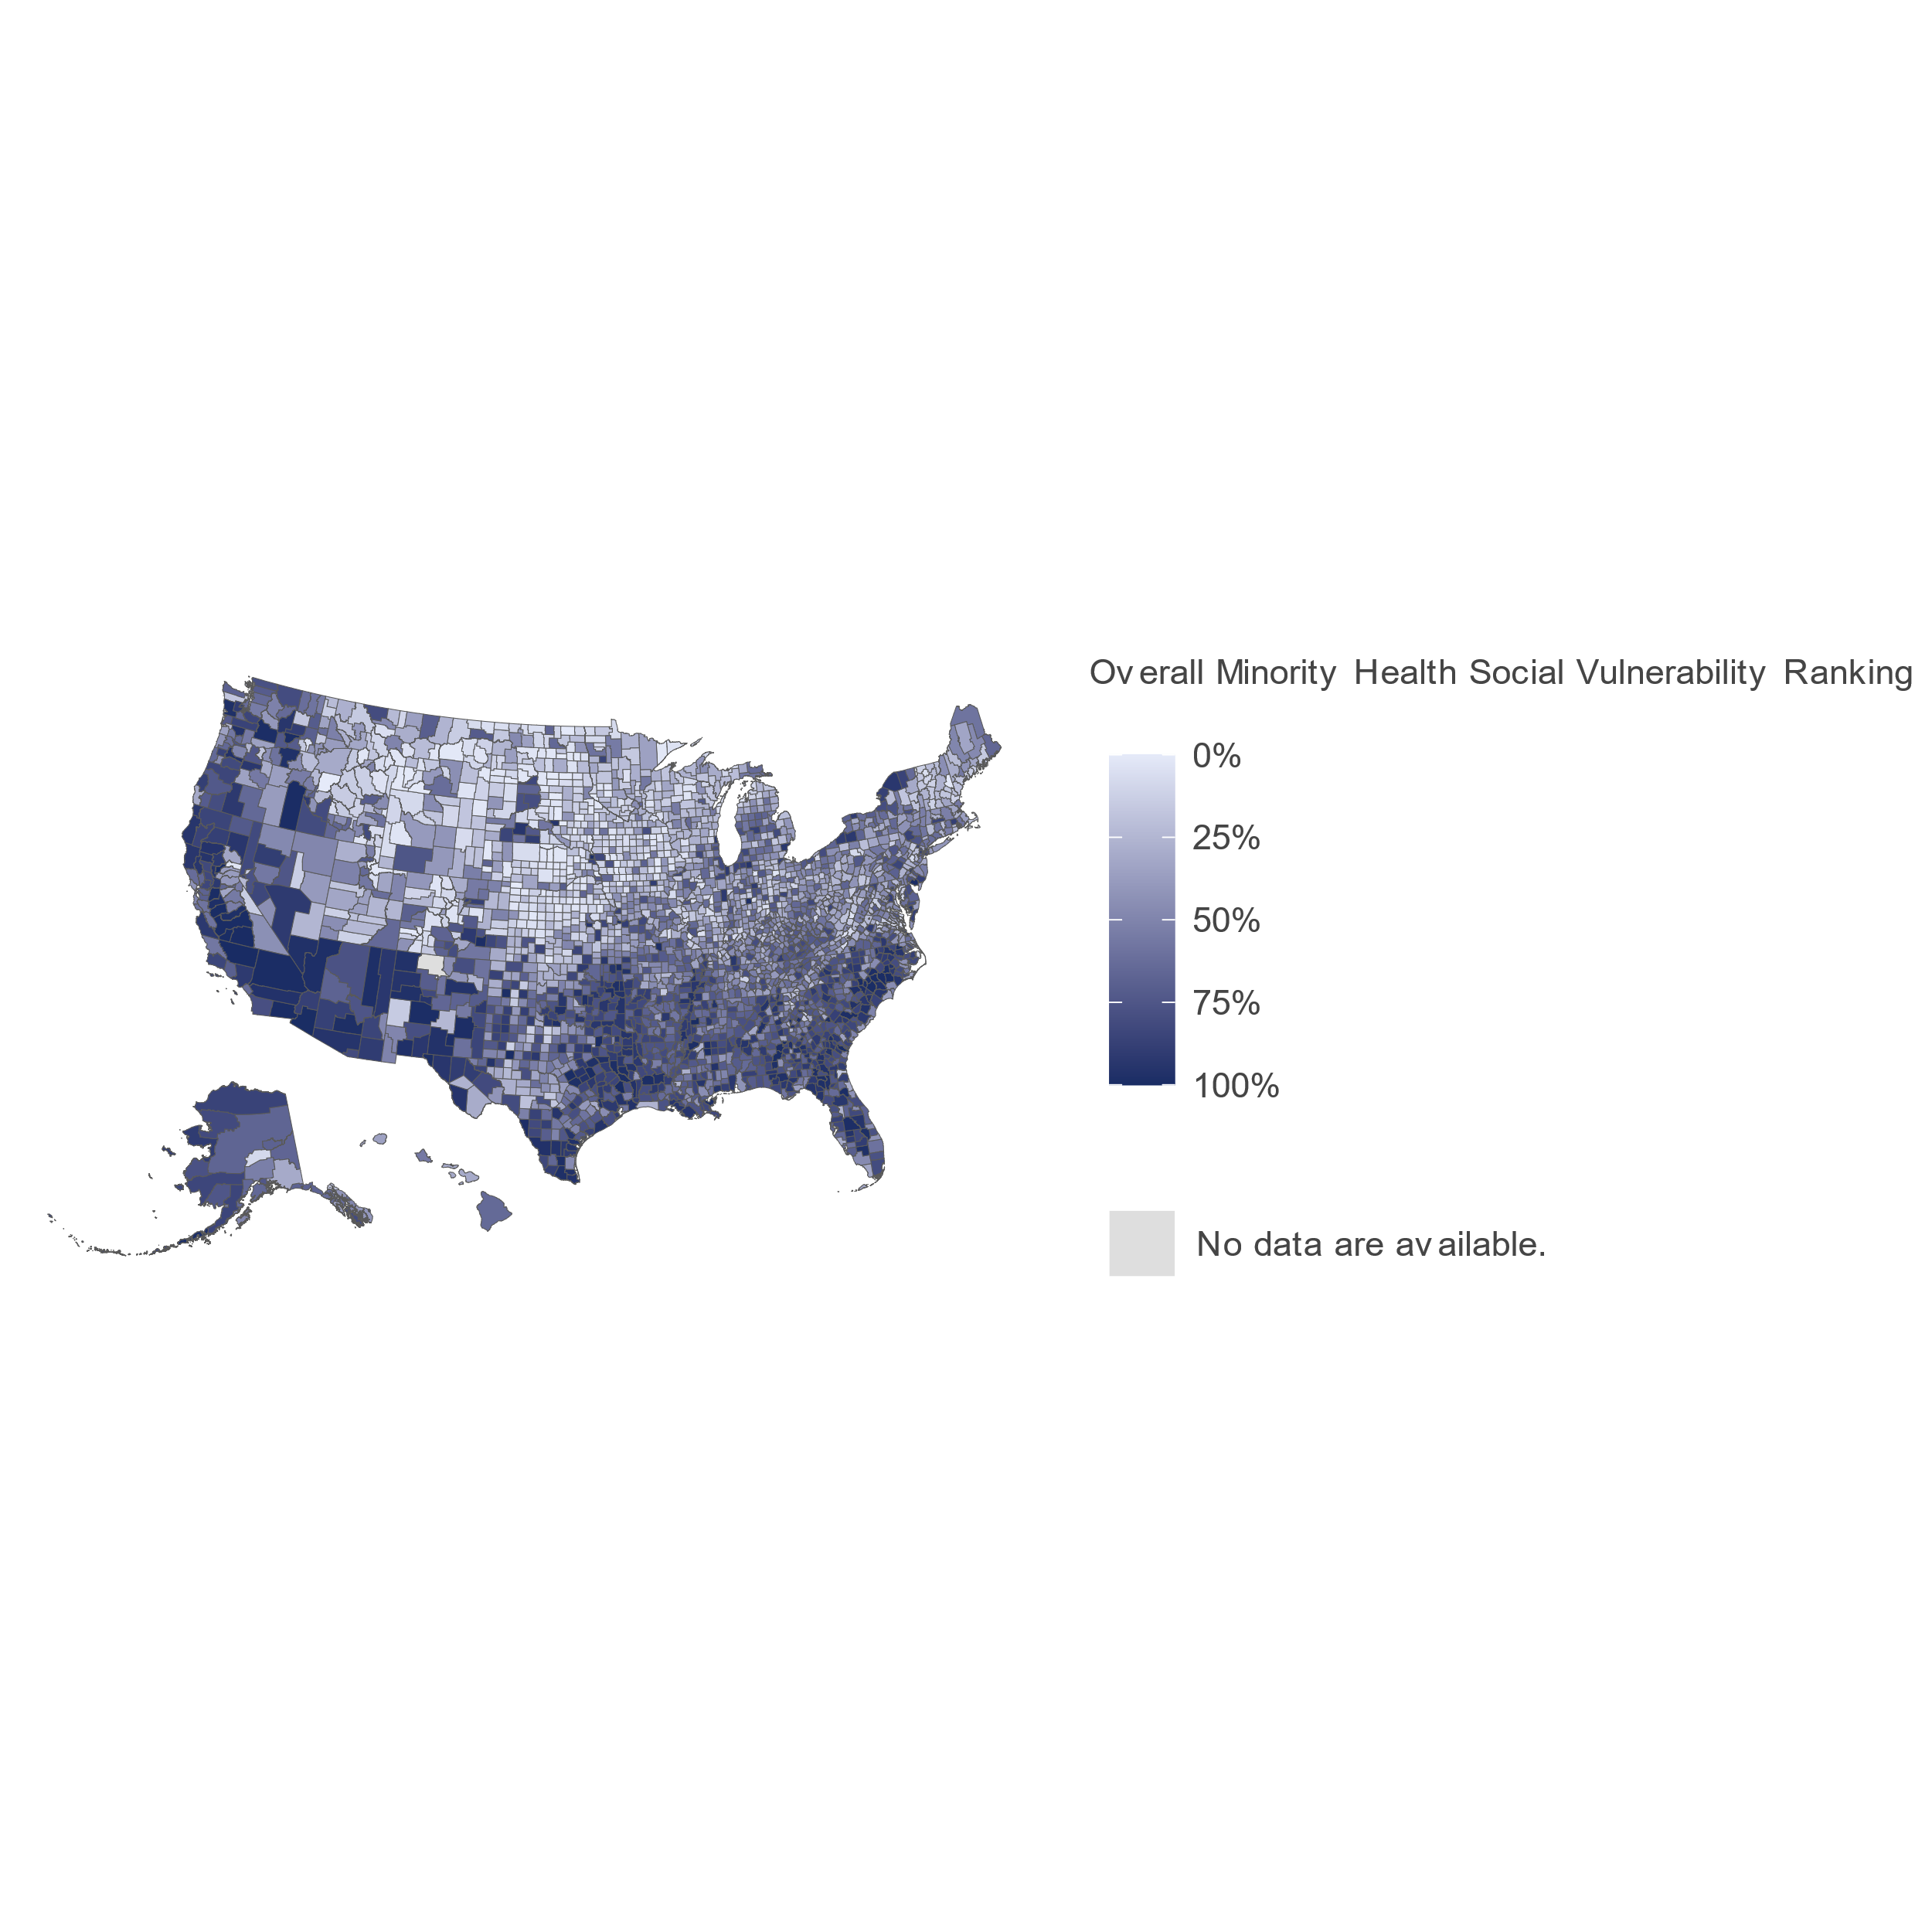 Overall Minority Health Social Vulnerability Ranking
0%
25%
50%
75%
100%
No data are available.